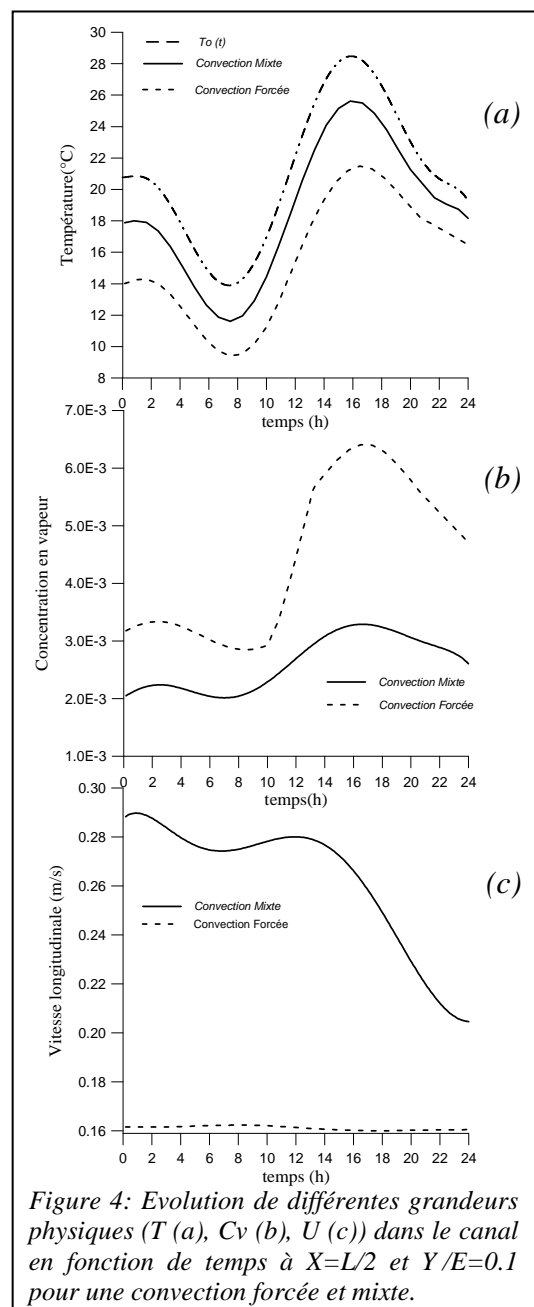 30
28
26
24
22
20
18
16
14
12
10
8
Température(°C)
To (t)
Convection Mixte
Convection Forcée
(a)
0 2 4 6 8 10 12 14 16 18 20 22 24
temps (h)
7.0E-3
6.0E-3
5.0E-3
4.0E-3
3.0E-3
2.0E-3
1.0E-3
Concentration en vapeur
(b)
Convection Mixte
Convection Forcée
0 2 4 6 8 10 12 14 16 18 20 22 24
temps(h)
0.30
0.28
0.26
0.24
0.22
0.20
0.18
0.16
Vitesse longitudinale (m/s)
(c)
Convection Mixte
Convection Forcée
0 2 4 6 8 10 12 14 16 18 20 22 24
temps (h)
Figure 4: Evolution de différentes grandeurs
physiques (T (a), Cv (b), U (c)) dans le canal
en fonction de temps à X=L/2 et Y/E=0.1
pour une convection forcée et mixte.